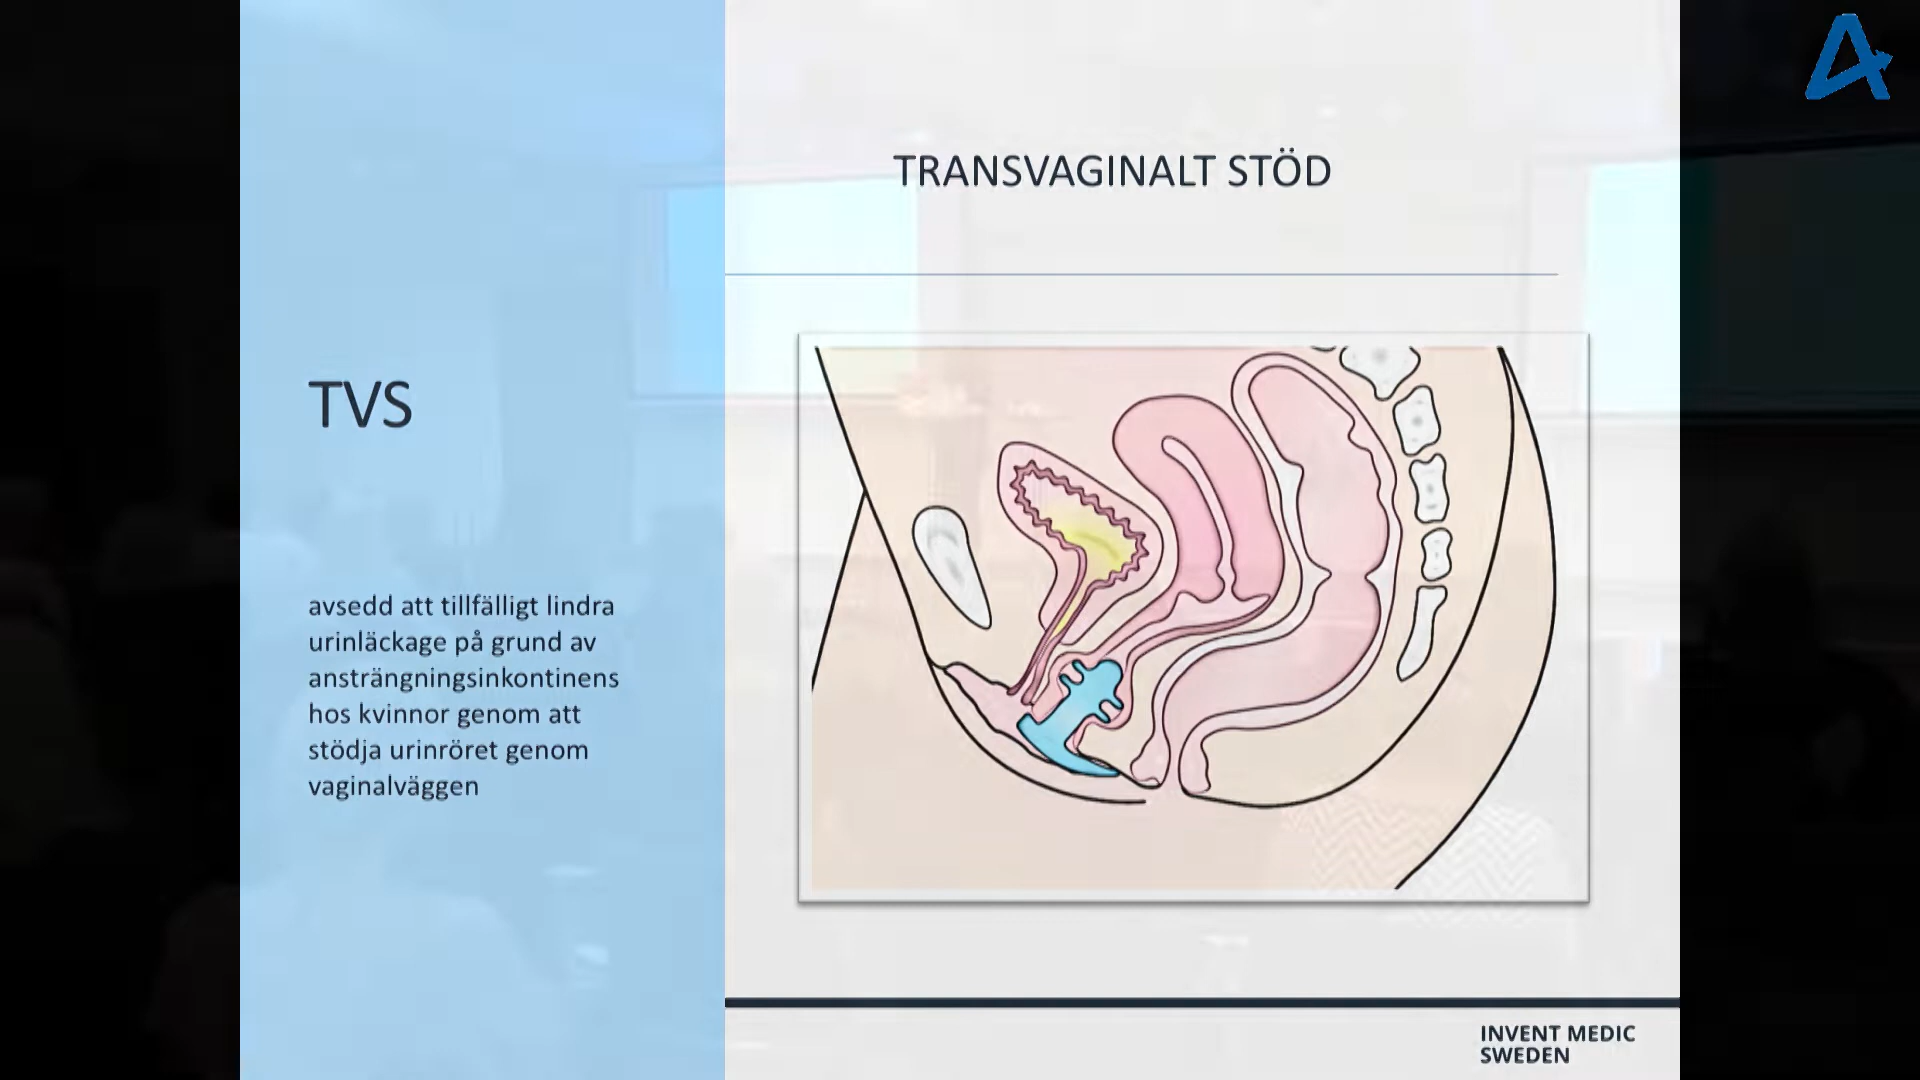 TRANSVAGINALT STÖD
TVS
avsedd att tillfälligt lindra
urinläckage på grund av
ansträngningsinkontinens
hos kvinnor genom att
stödja urinröret genom
vaginalväggen
INVENT MEDIC
SWEDEN